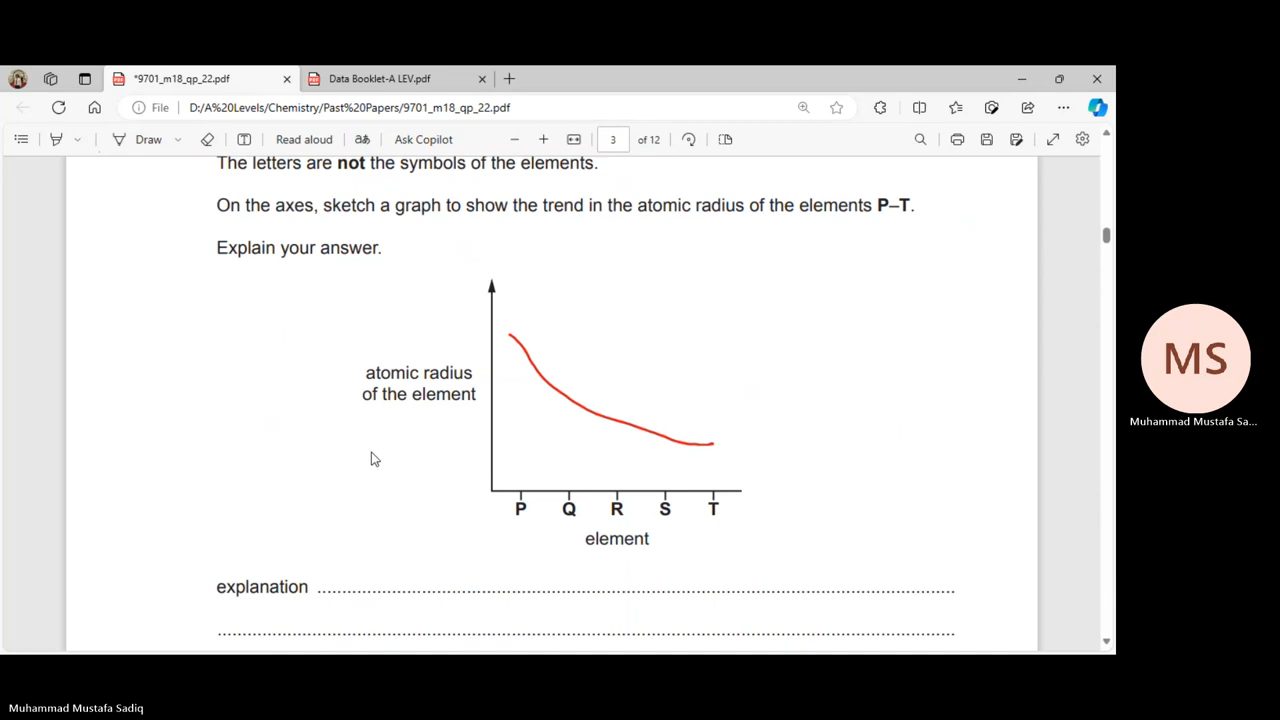 *9701_m18_qp_22.pdf
Data Booklet-A LEV.pdf
File
D:/A%20Levels/Chemistry/Past%20Papers/9701_m18_qp_22.pdf
Draw
Read aloud
Ask Copilot
3
of 12
The letters are not the symbols of the elements.
On the axes, sketch a graph to show the trend in the atomic radius of the elements P–T.
Explain your answer.
atomic radius
of the element
P Q R S T
element
explanation ................................................................
................................................................
MS
Muhammad Mustafa Sa...
Muhammad Mustafa Sadiq